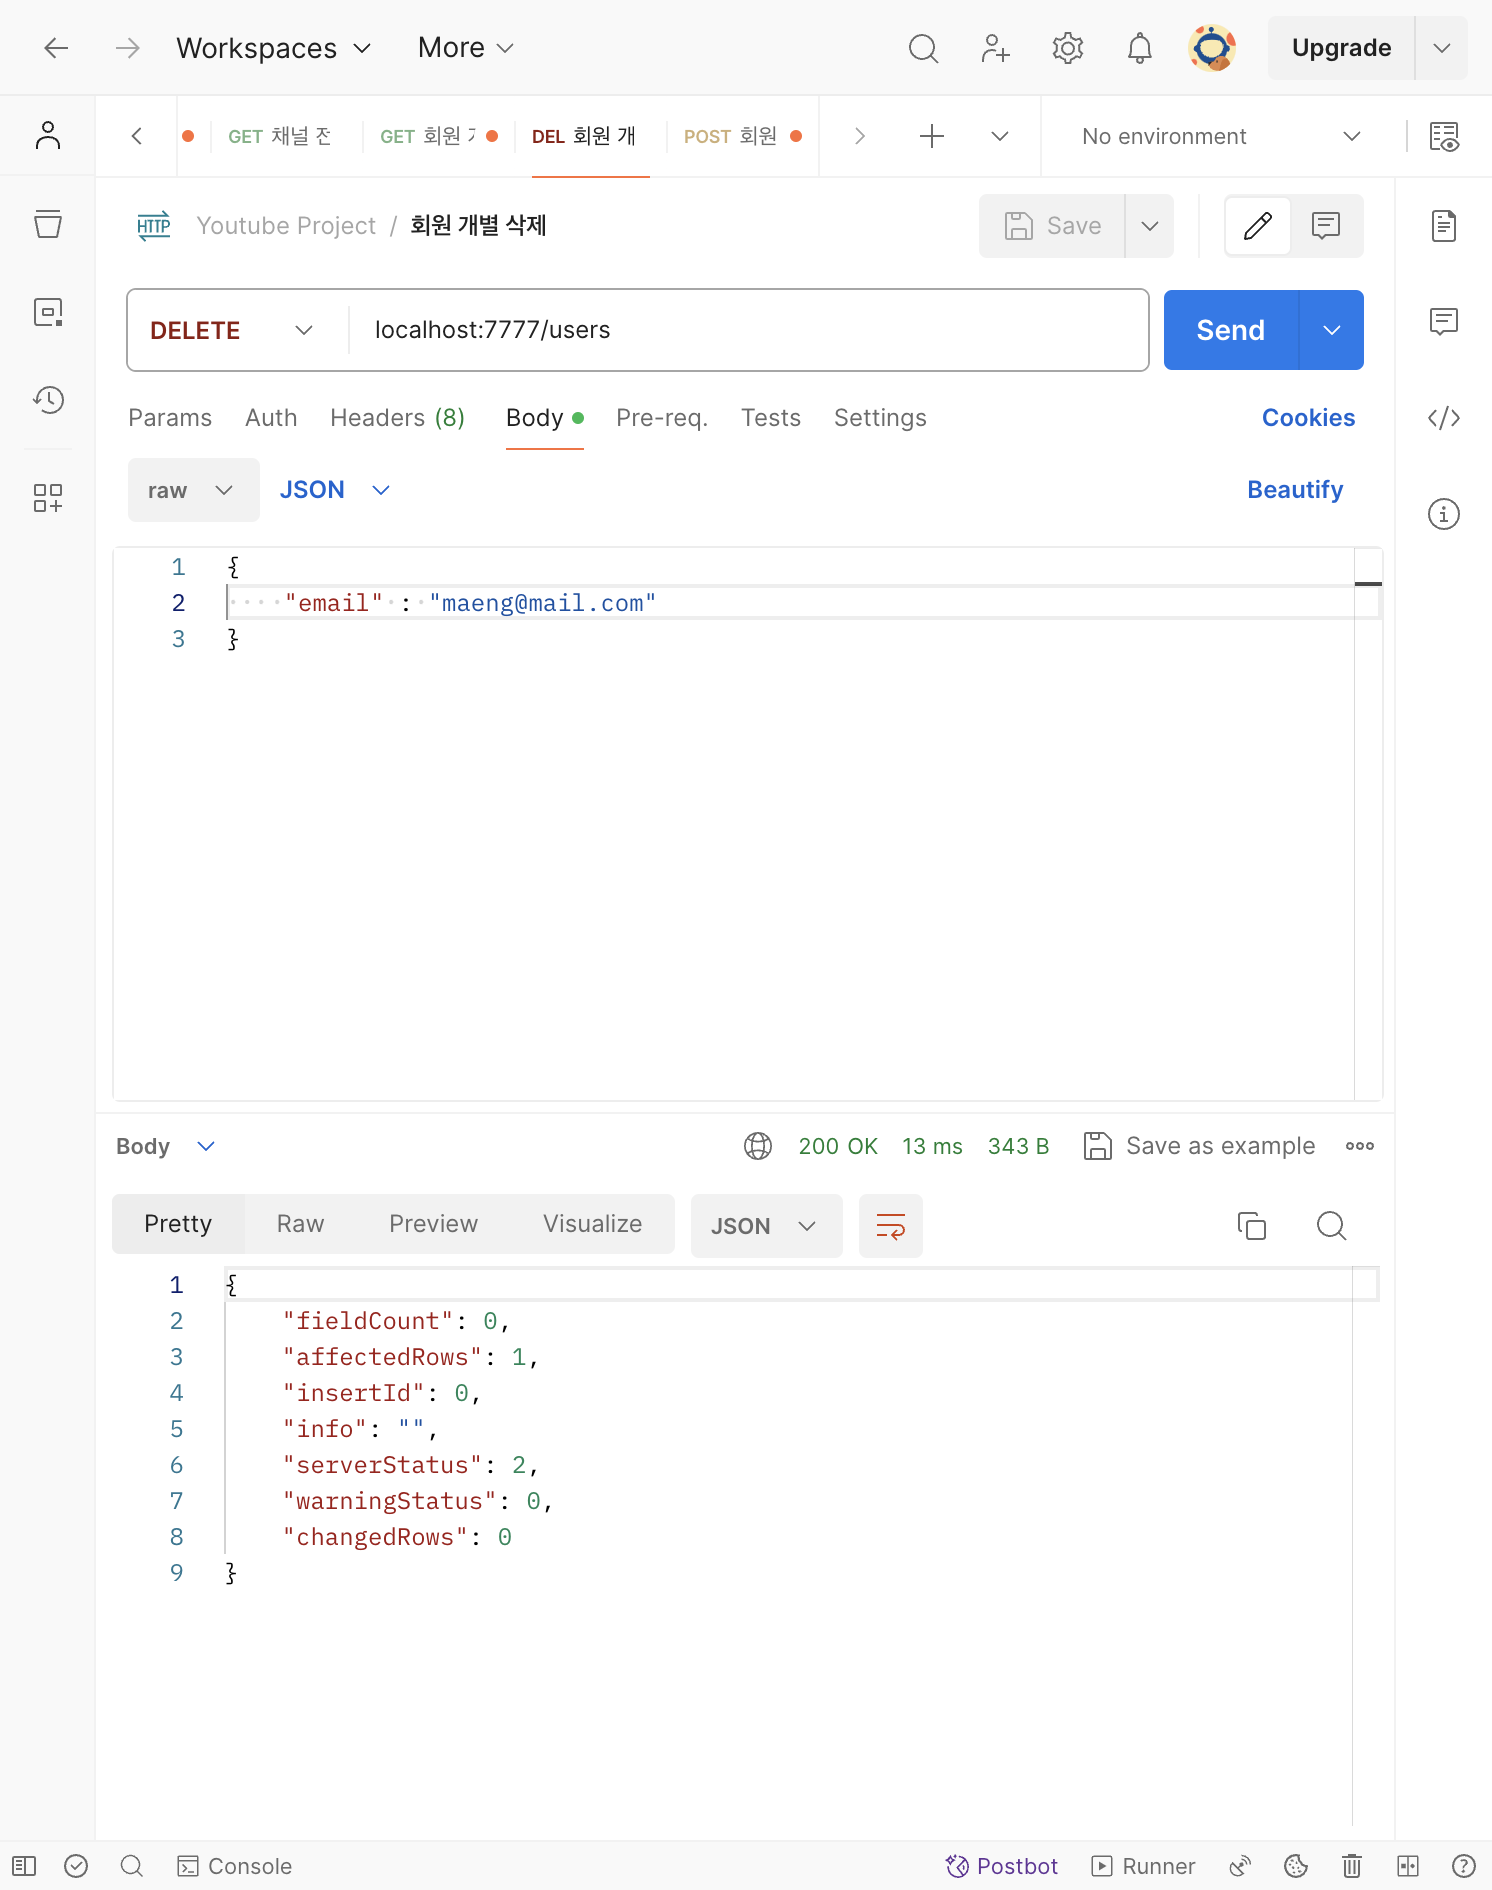 Workspaces More Upgrade
GET 채널 전 GET 회원 DEL 회원 개 POST 회원 No environment
HTTP Youtube Project / 회원 개별 삭제 Save
DELETE localhost:7777/users Send
Params Auth Headers (8) Body Pre-req. Tests Settings Cookies
raw JSON Beautify
1 {
2 "email" : "maeng@mail.com"
3 }
Body 200 OK 13 ms 343 B Save as example
Pretty Raw Preview Visualize JSON
1 {
2 "fieldCount": 0,
3 "affectedRows": 1,
4 "insertId": 0,
5 "info": "",
6 "serverStatus": 2,
7 "warningStatus": 0,
8 "changedRows": 0
9 }
Console Postbot Runner